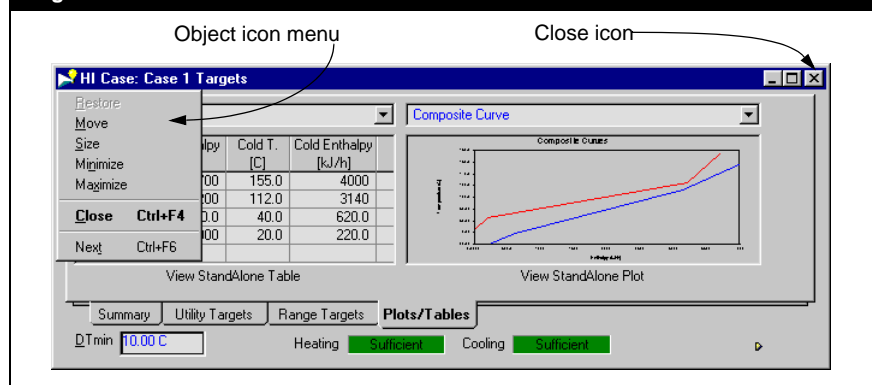 Object icon menu Close icon
HI Case: Case 1 Targets
Restore
Move
Size
Minimize
Maximize
Close Ctrl+F4
Next Ctrl+F6
Composite Curve
Cold T. Cold Enthalpy
[C] [kJ/h]
155.0 4000
112.0 3140
40.0 620.0
20.0 220.0
Composite Curves
View StandAlone Table View StandAlone Plot
Summary Utility Targets Range Targets Plots/Tables
DTmin 10.00 C Heating Sufficient Cooling Sufficient